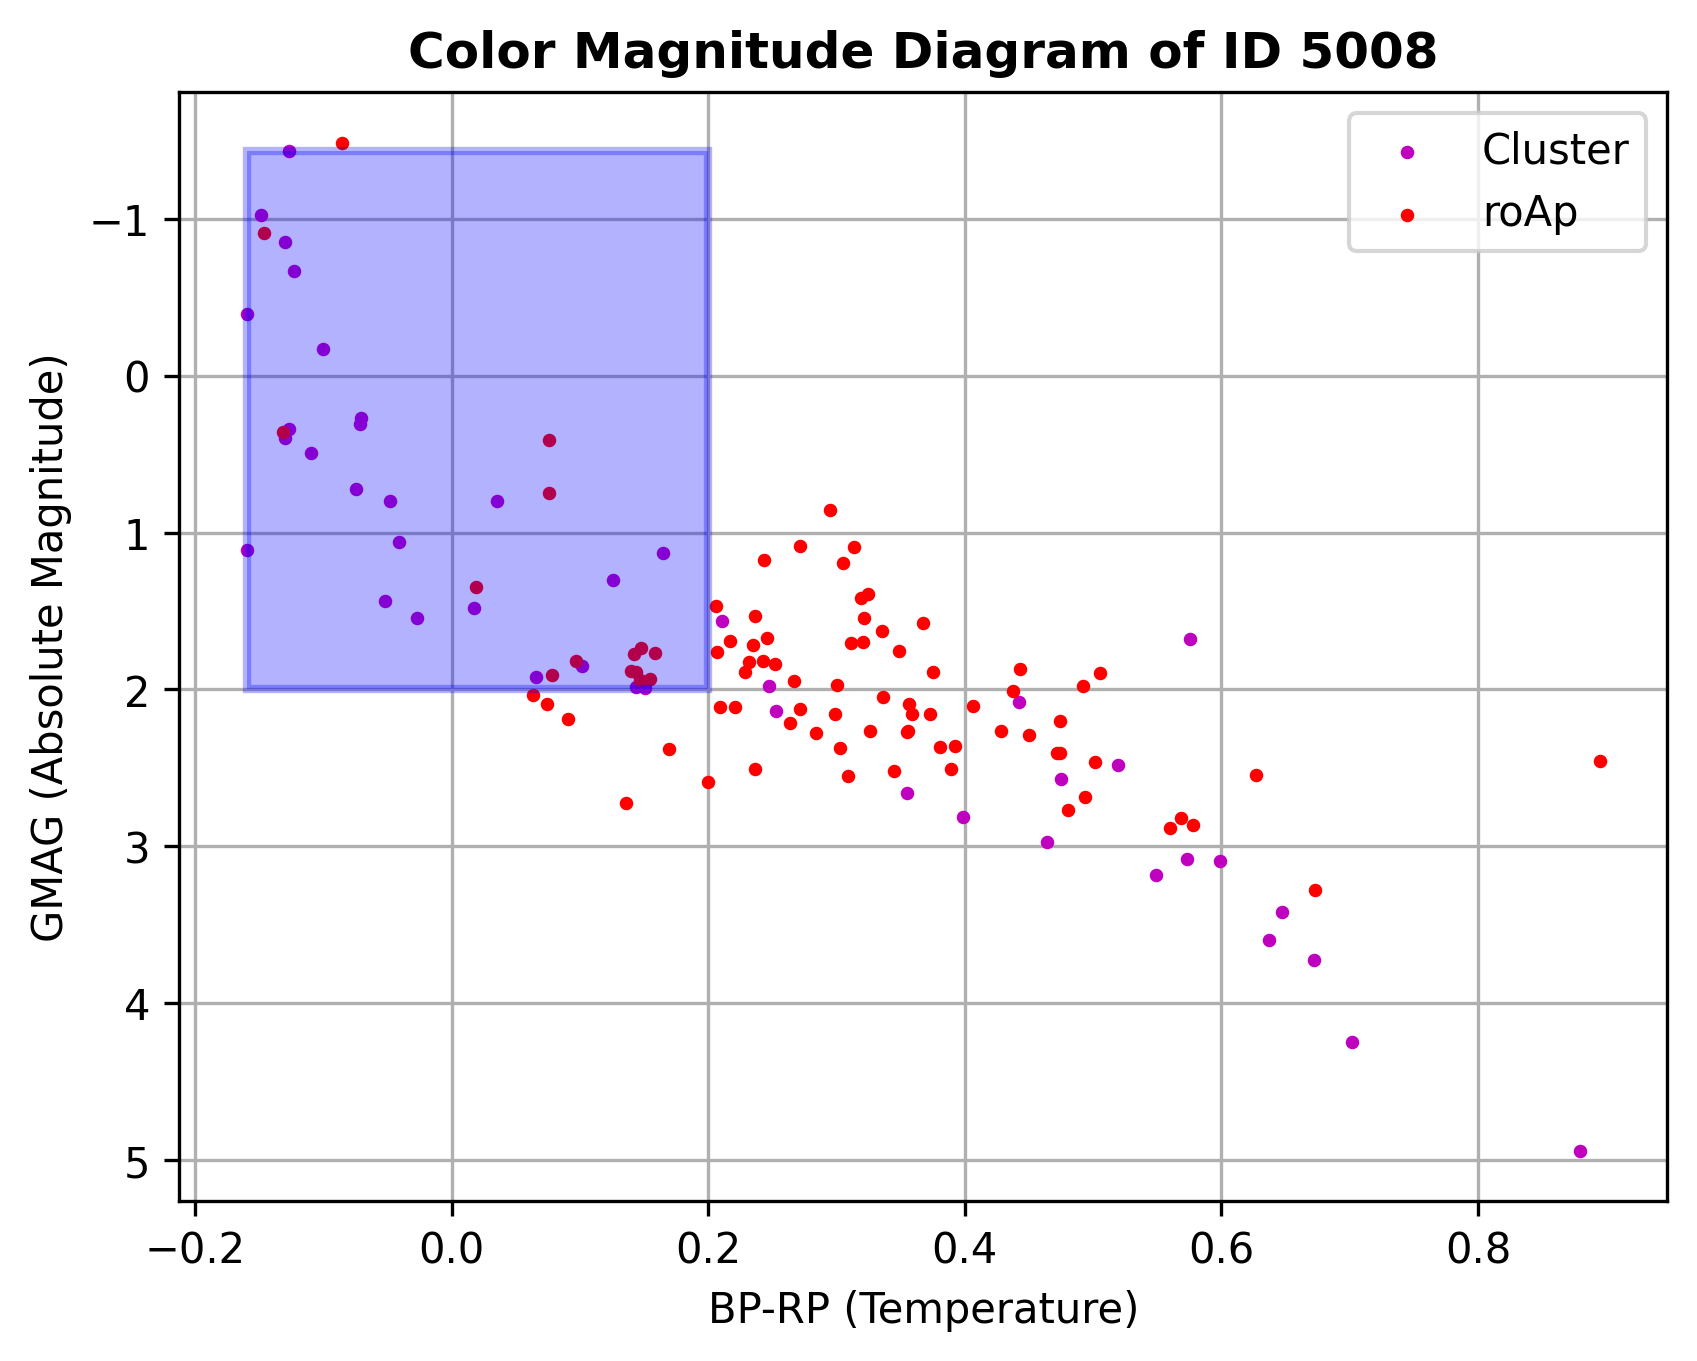 Color Magnitude Diagram of ID 5008
Cluster
roAp
GMAG (Absolute Magnitude)
−1
0
1
2
3
4
5
−0.2 0.0 0.2 0.4 0.6 0.8
BP-RP (Temperature)